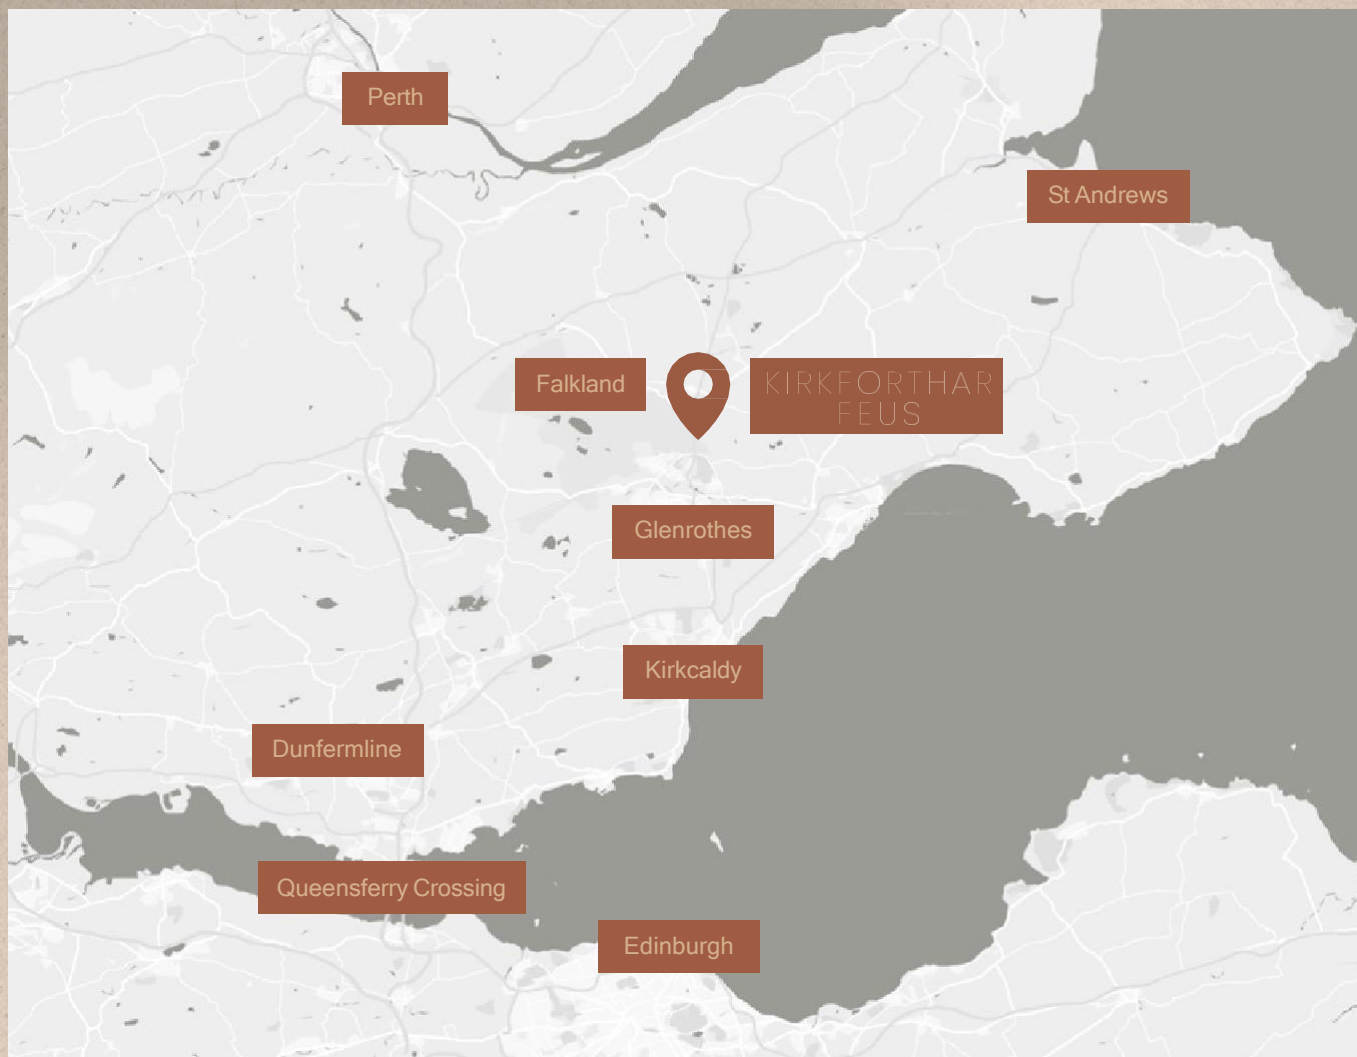 Perth
St Andrews
Falkland
KIRKFORTHAR
FEUS
Glenrothes
Kirkcaldy
Dunfermline
Queensferry Crossing
Edinburgh